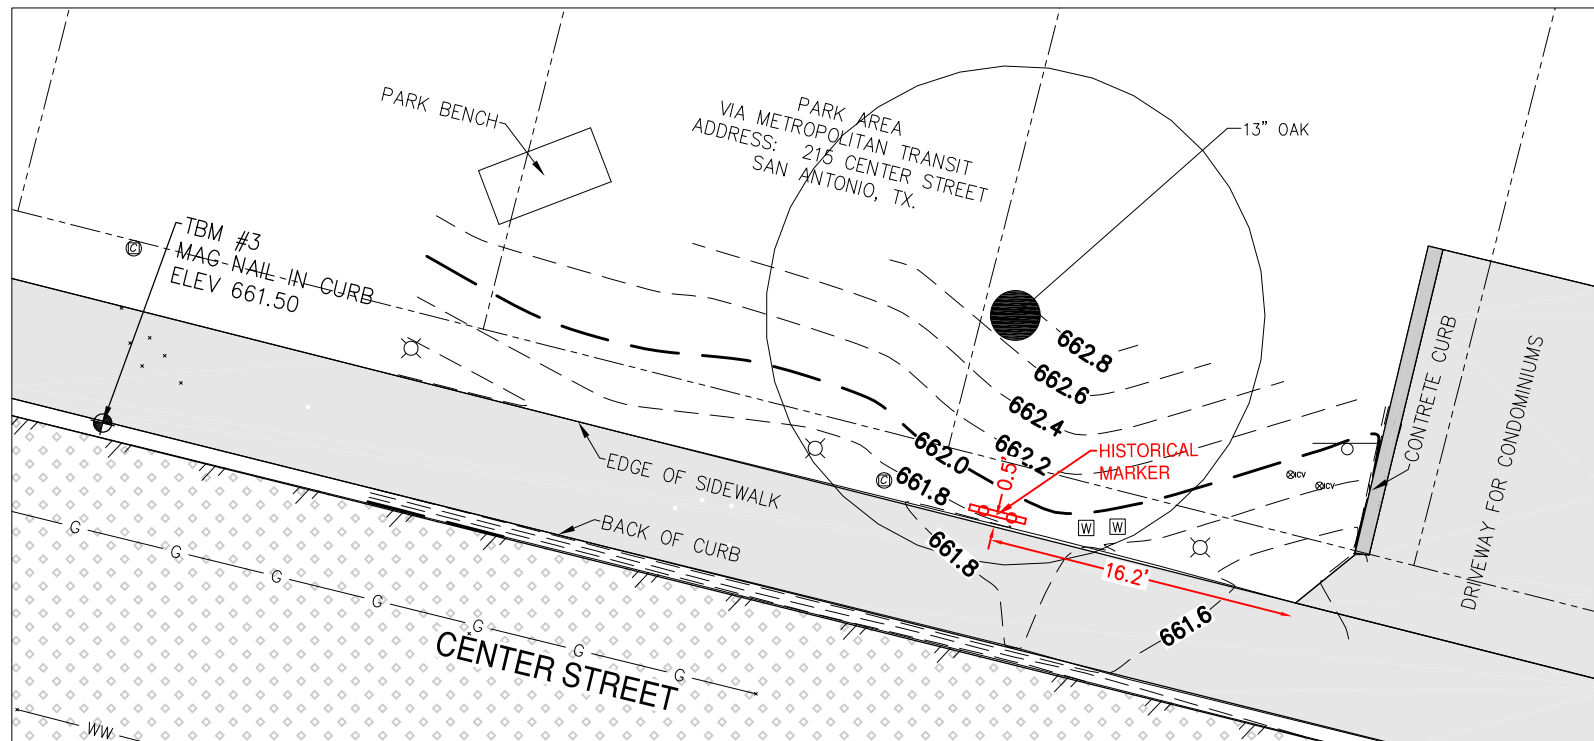 PARK BENCH
PARK AREA
VIA METROPOLITAN TRANSIT
ADDRESS: 215 CENTER STREET
SAN ANTONIO, TX.
13" OAK
TBM #3
MAG NAIL IN CURB
ELEV 661.50
©
662.8
662.6
662.4
662.2
662.0
661.8
0.5'
HISTORICAL
MARKER
©
ICV
ICV
W
W
CONTRETE CURB
DRIVEWAY FOR CONDOMINIUMS
EDGE OF SIDEWALK
BACK OF CURB
661.8
16.2'
661.6
G
G
G
G
G
G
G
CENTER STREET
WW